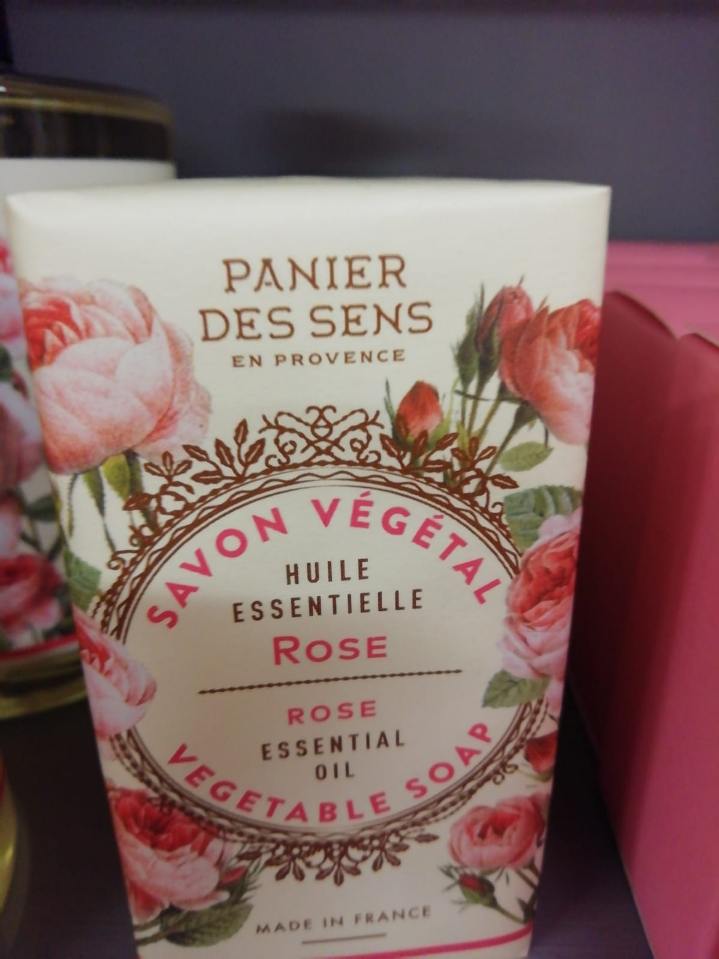 PANIER
DES SENS
EN PROVENCE
SAVON VÉGÉTAL
HUILE
ESSENTIELLE
ROSE
ROSE
ESSENTIAL
OIL
VEGETABLE SOAP
MADE IN FRANCE